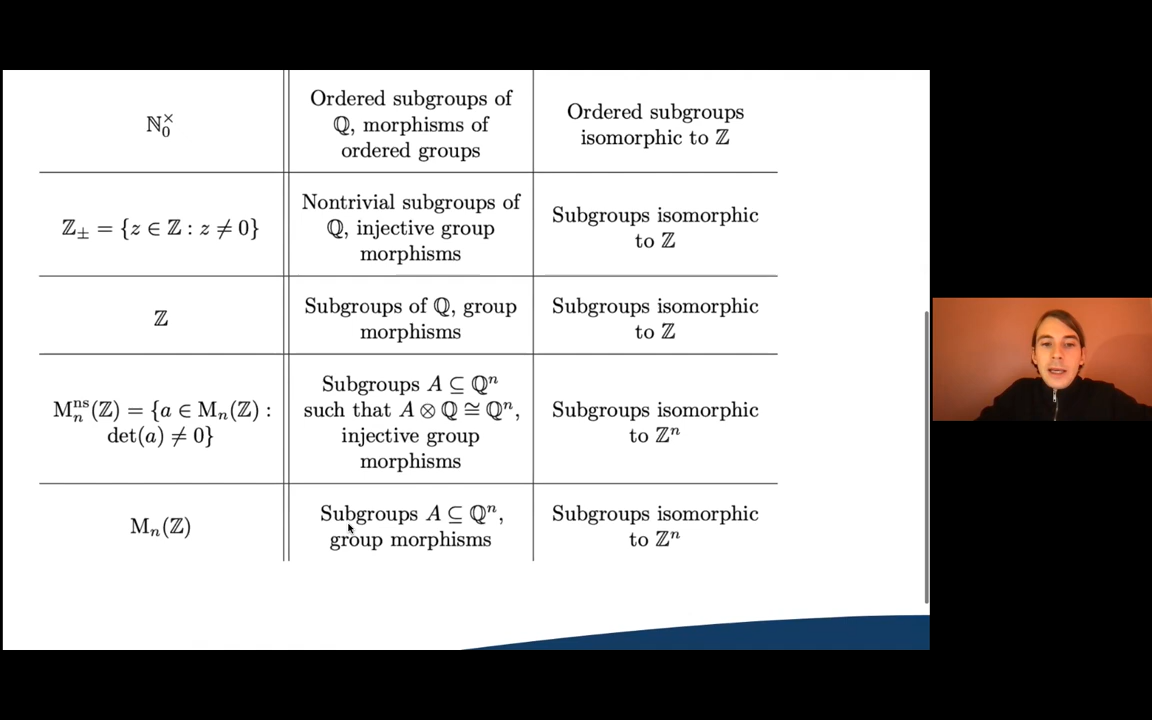 ℕ₀ˣ
Ordered subgroups of
ℚ, morphisms of
ordered groups
Ordered subgroups
isomorphic to ℤ
ℤ± = {z ∈ ℤ : z ≠ 0}
Nontrivial subgroups of
ℚ, injective group
morphisms
Subgroups isomorphic
to ℤ
ℤ
Subgroups of ℚ, group
morphisms
Subgroups isomorphic
to ℤ
Mₙⁿˢ(ℤ) = {a ∈ Mₙ(ℤ) :
det(a) ≠ 0}
Subgroups A ⊆ ℚⁿ
such that A ⊗ ℚ ≅ ℚⁿ,
injective group
morphisms
Subgroups isomorphic
to ℤⁿ
Mₙ(ℤ)
Subgroups A ⊆ ℚⁿ,
group morphisms
Subgroups isomorphic
to ℤⁿ